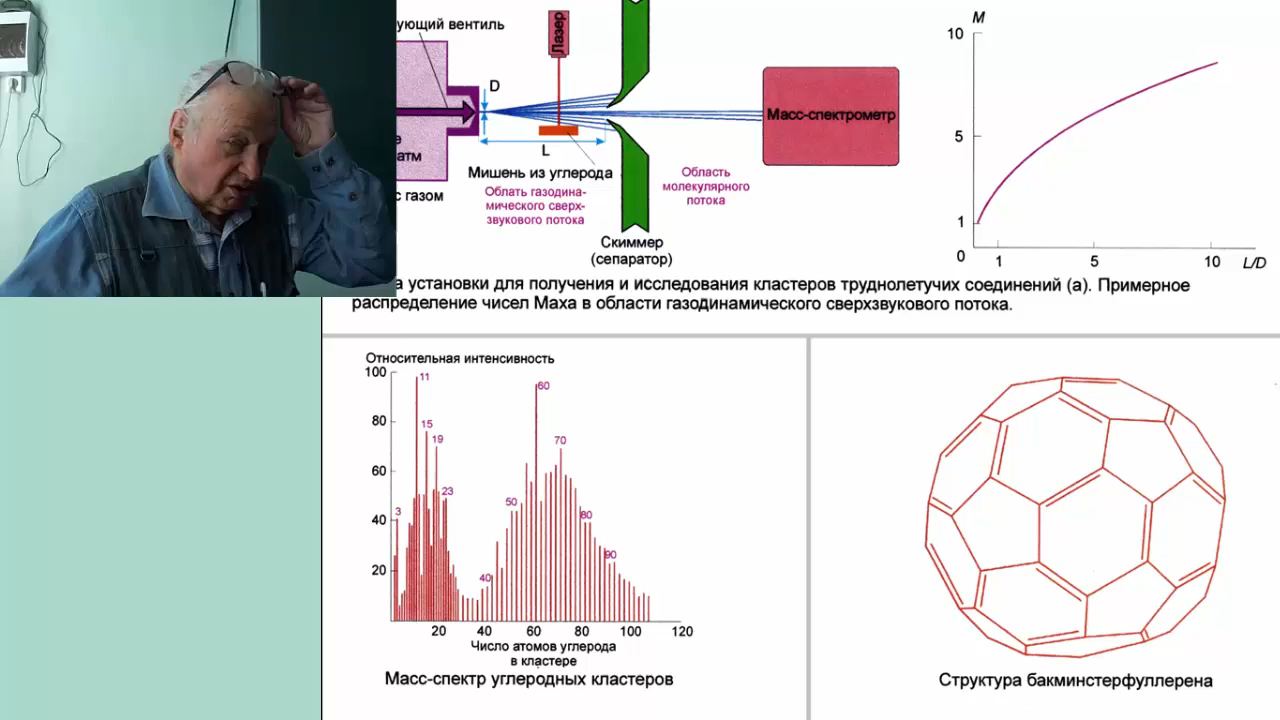 ующий вентиль
Лазер
D
L
е
атм
с газом
Мишень из углерода
Облать газодина-
мического сверх-
звукового потока
Область
молекулярного
потока
Масс-спектрометр
Скиммер
(сепаратор)
M
10
5
1
0
1
5
10
L/D
а установки для получения и исследования кластеров труднолетучих соединений (а). Примерное
распределение чисел Маха в области газодинамического сверхзвукового потока.
Относительная интенсивность
100
80
60
40
20
3
11
15
19
23
40
50
60
70
80
90
20
40
60
80
100
120
Число атомов углерода
в кластере
Масс-спектр углеродных кластеров
Структура бакминстерфуллерена